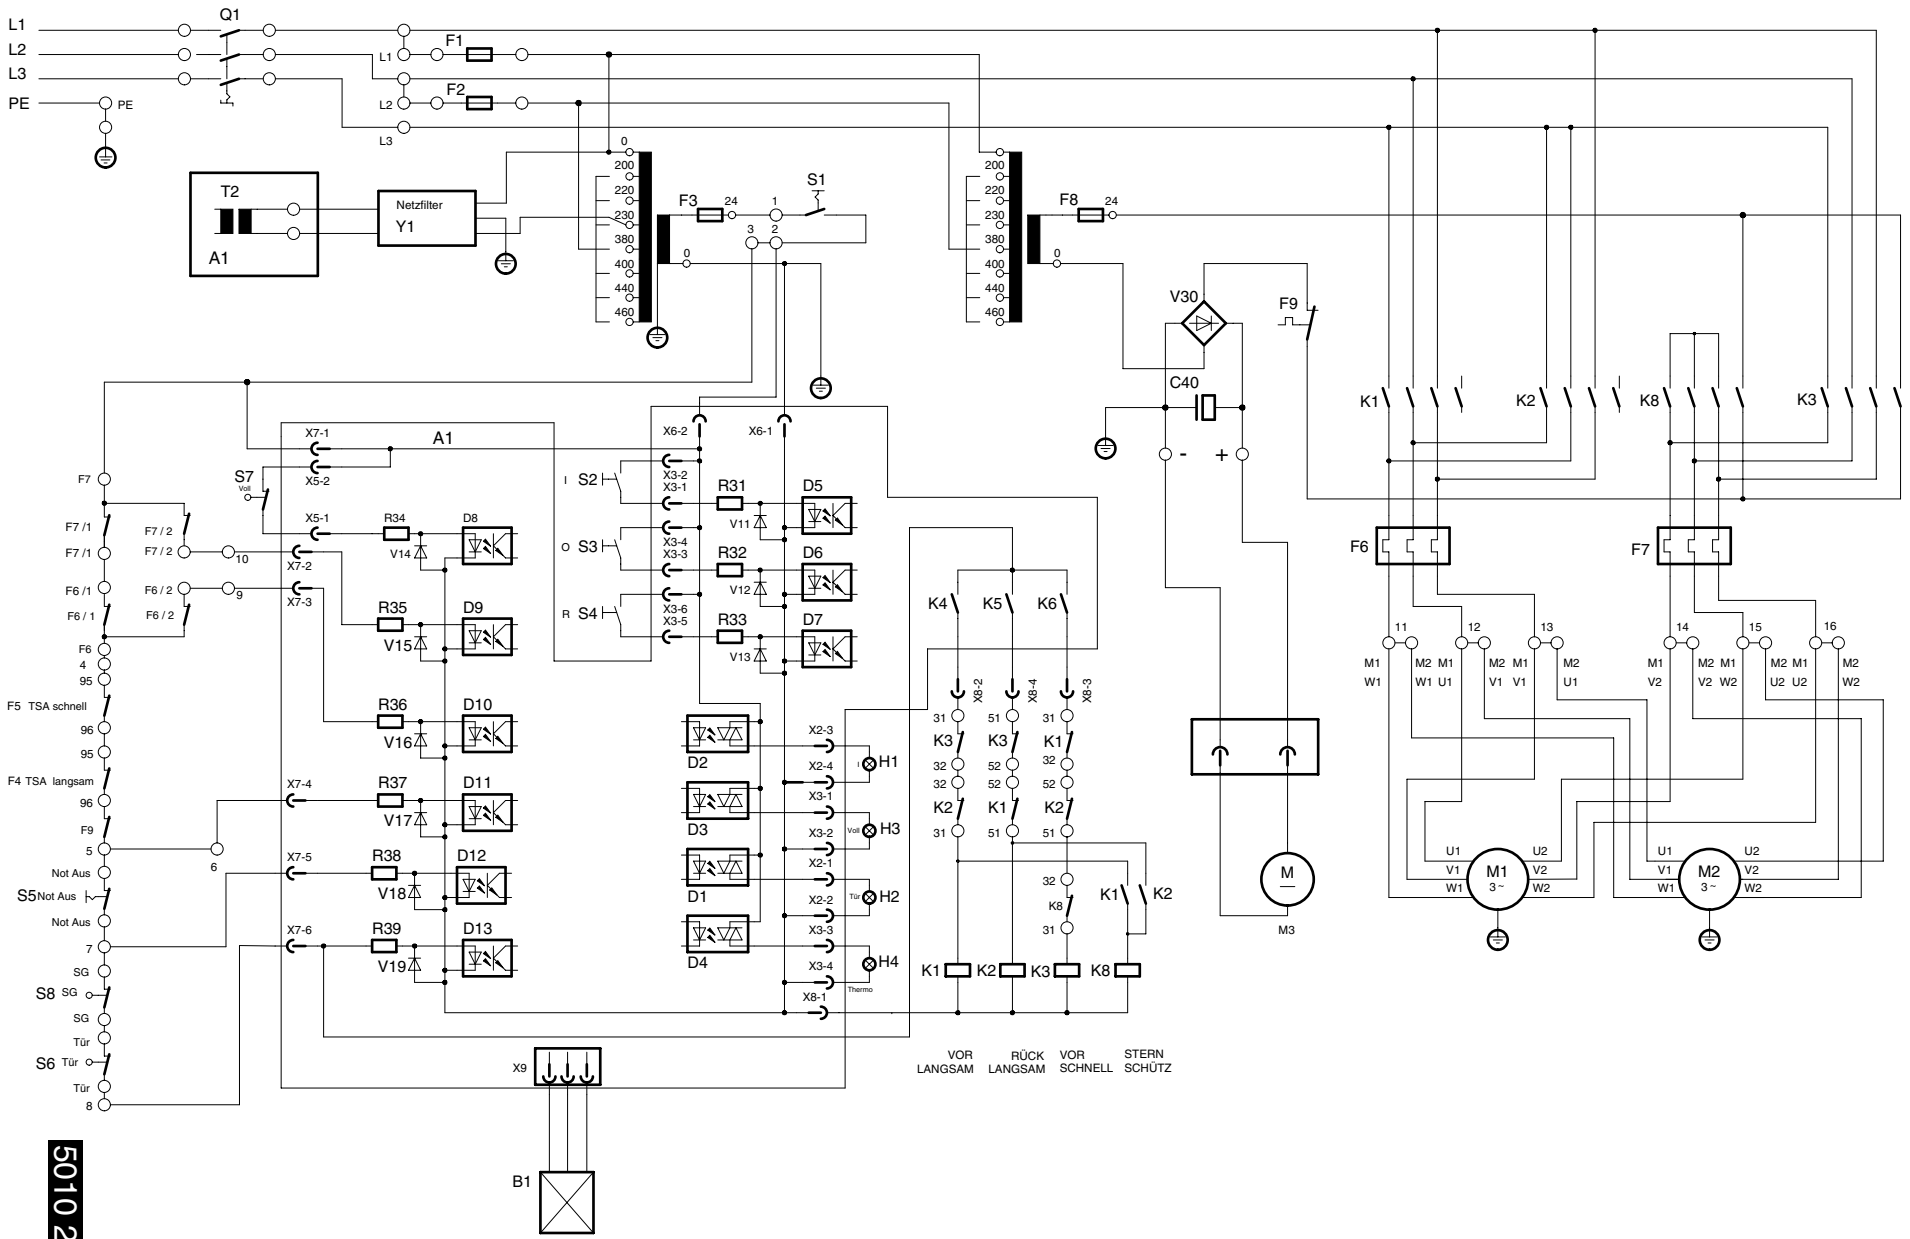 Q1
L1
L2
L3
PE
PE
L1
F1
L2
F2
L3
T2
A1
Netzfilter
Y1
0
200
220
230
380
400
440
460
F3
24
0
1
S1
3
2
200
220
230
380
400
440
460
F8
24
0
V30
C40
F9
-
+
K1
K2
K8
K3
X7-1
A1
X5-2
S7
Voll
X5-1
F7
F7 /1
F7 /1
F7 / 2
F7 / 2
10
X7-2
F6 /1
F6 / 1
F6 / 2
F6 / 2
9
X7-3
F6
4
95
F5 TSA schnell
96
95
F4 TSA langsam
96
F9
5
6
Not Aus
S5 Not Aus
Not Aus
7
SG
S8 SG
SG
Tür
S6 Tür
Tür
8
R34
V14
D8
R35
V15
D9
R36
V16
D10
X7-4
R37
V17
D11
X7-5
R38
V18
D12
X7-6
R39
V19
D13
X6-2
X6-1
I S2
X3-2
X3-1
R31
V11
D5
O S3
X3-4
X3-3
R32
V12
D6
R S4
X3-6
X3-5
R33
V13
D7
D2
X2-3
X2-4
I
H1
D3
X3-1
X3-2
Voll
H3
D1
X2-1
X2-2
Tür
H2
D4
X3-3
X3-4
H4
Thermo
X8-1
K4
K5
K6
X8-2
X8-4
X8-3
31
51
31
K3
K3
K1
32
52
32
32
52
52
K2
K1
K2
31
51
51
32
K8
31
K1
K2
K1
K2
K3
K8
VOR
LANGSAM
RÜCK
LANGSAM
VOR
SCHNELL
STERN
SCHÜTZ
M
M3
F6
F7
11
12
13
14
15
16
M1
W1
M2
W1
M1
U1
M2
V1
M1
V1
M2
U1
M1
V2
M2
V2
M1
W2
M2
U2
M1
U2
M2
W2
U1
V1
W1
M1
3 ~
U2
V2
W2
U1
V1
W1
M2
3 ~
U2
V2
W2
X9
B1
5010 2